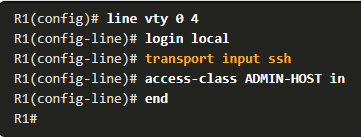 R1(config)# line vty 0 4
R1(config-line)# login local
R1(config-line)# transport input ssh
R1(config-line)# access-class ADMIN-HOST in
R1(config-line)# end
R1#